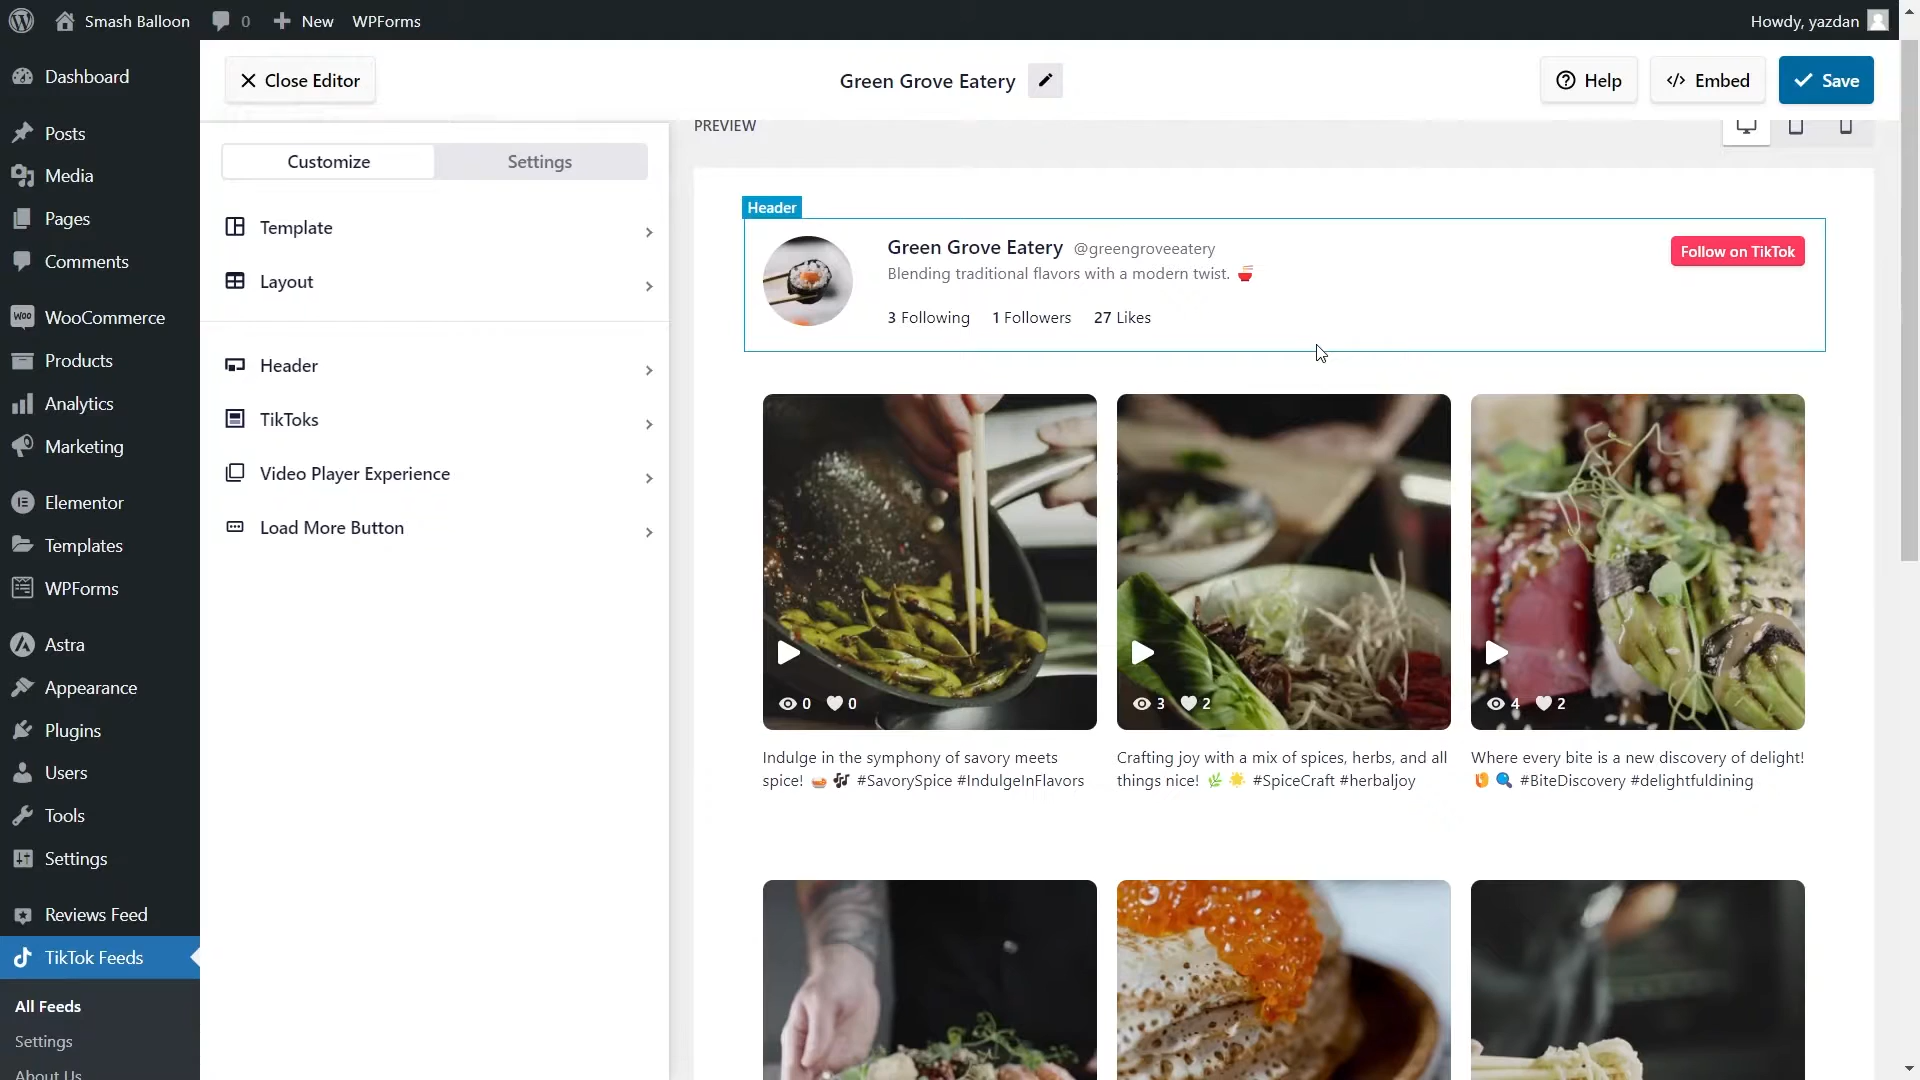 Smash Balloon
0
New
WPForms
Howdy, yazdan
Dashboard
Posts
Media
Pages
Comments
WooCommerce
Products
Analytics
Marketing
Elementor
Templates
WPForms
Astra
Appearance
Plugins
Users
Tools
Settings
Reviews Feed
TikTok Feeds
All Feeds
Settings
About Us
Close Editor
Green Grove Eatery
Help
Embed
Save
Customize
Settings
Template
Layout
Header
TikToks
Video Player Experience
Load More Button
PREVIEW
Header
Green Grove Eatery @greengroveeatery
Blending traditional flavors with a modern twist. 🍜
3 Following 1 Followers 27 Likes
Follow on TikTok
0 0
Indulge in the symphony of savory meets
spice! 🍛 🎶 #SavorySpice #IndulgeInFlavors
3 2
Crafting joy with a mix of spices, herbs, and all
things nice! 🌿 🌟 #SpiceCraft #herbaljoy
4 2
Where every bite is a new discovery of delight!
🔍 #BiteDiscovery #delightfuldining